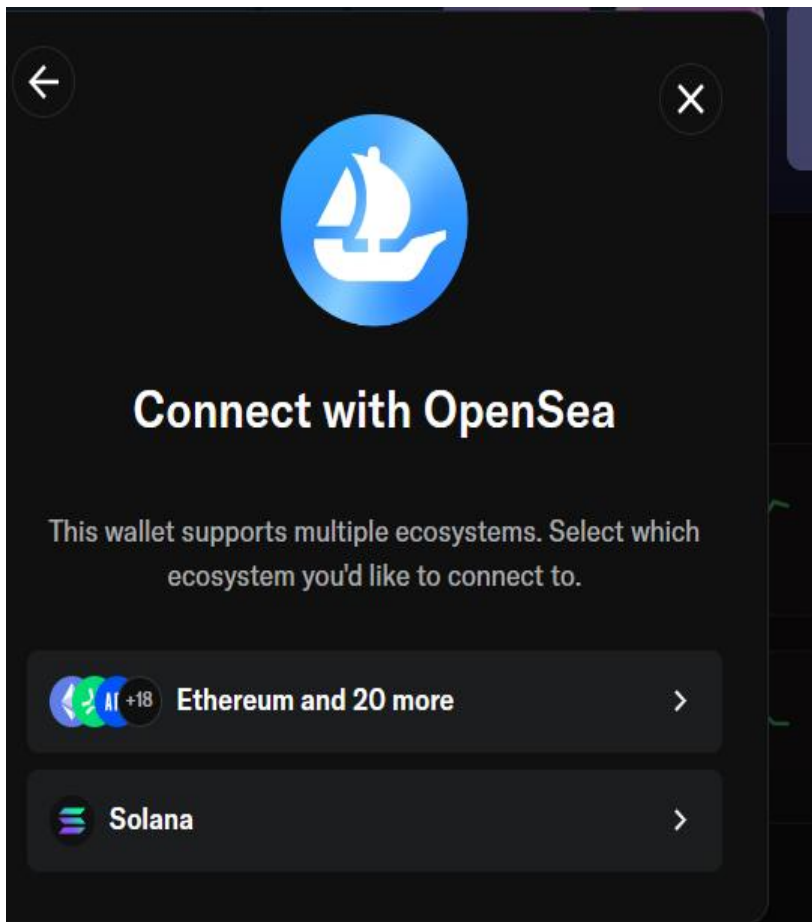 Connect with OpenSea
This wallet supports multiple ecosystems. Select which
ecosystem you'd like to connect to.
+18 Ethereum and 20 more
Solana